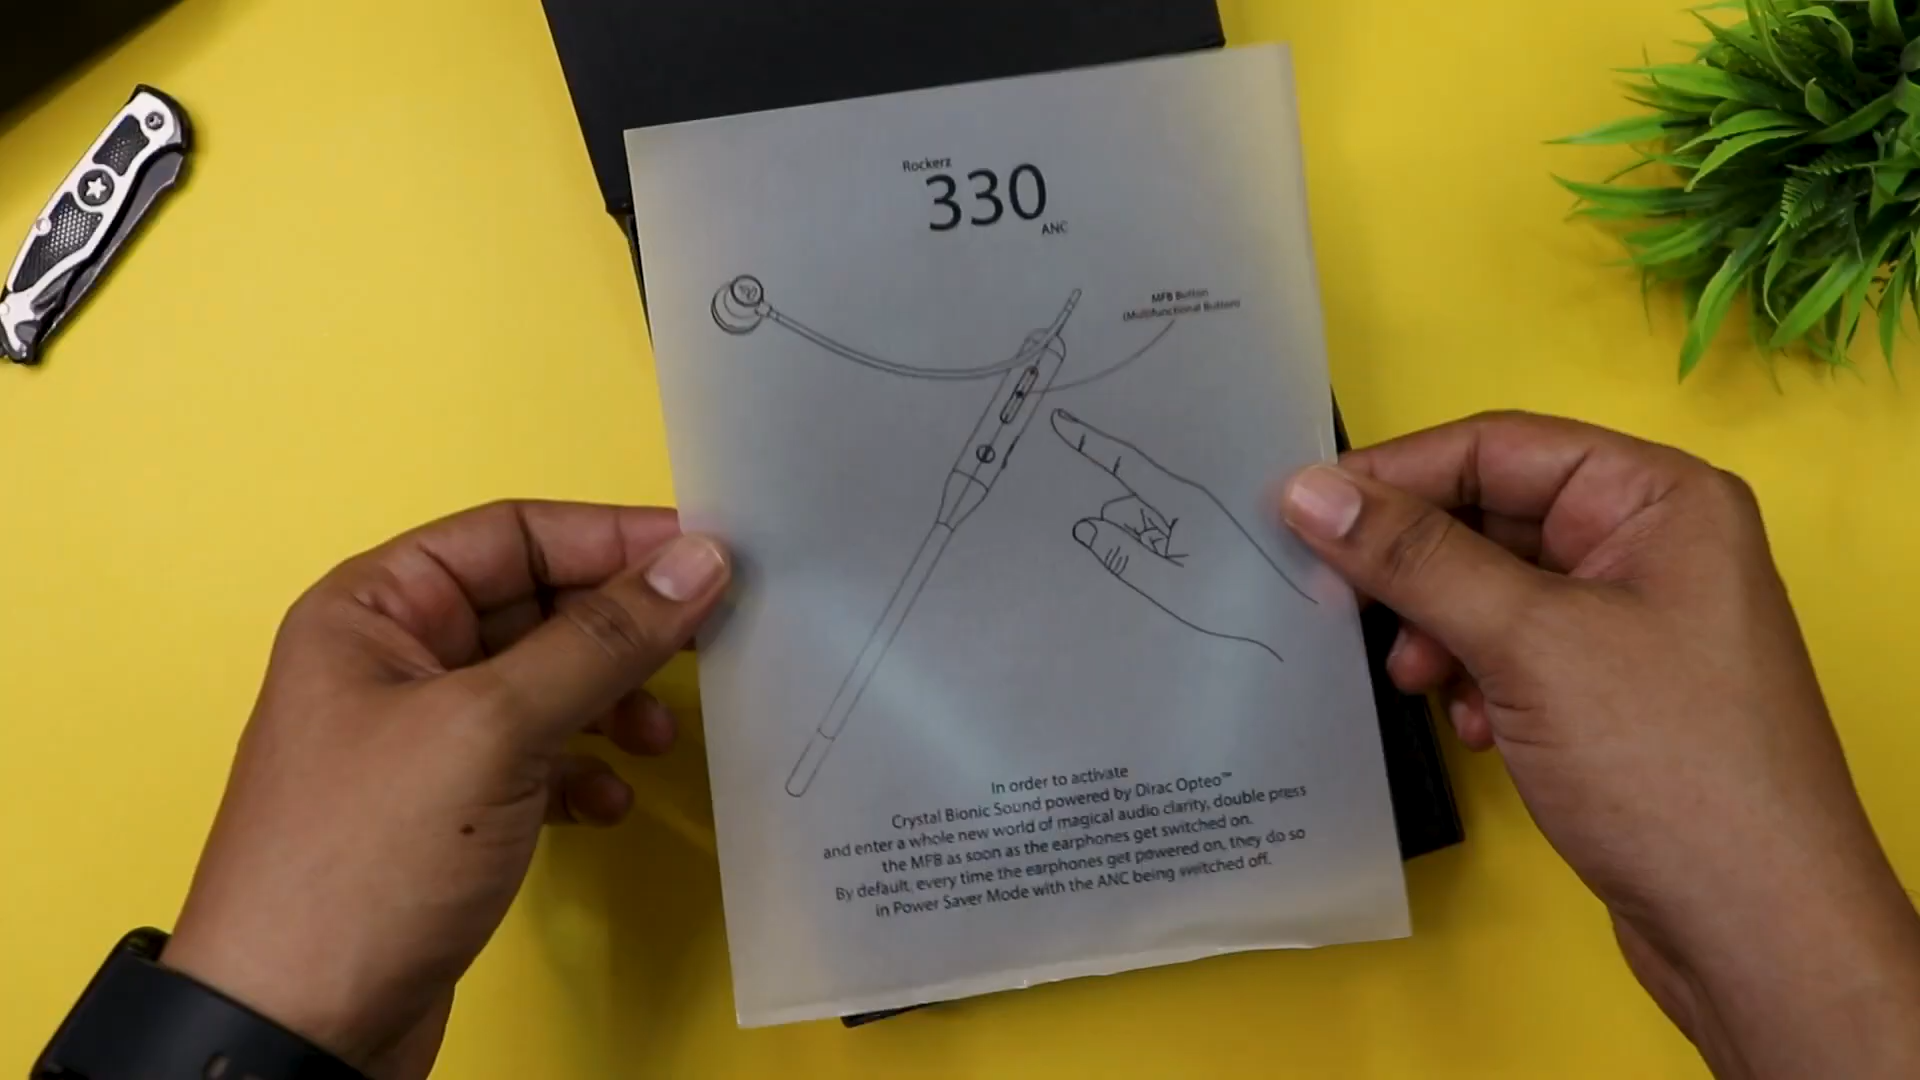 Rockerz
330
ANC
MFB Button
(Multifunctional Button)
In order to activate
Crystal Bionic Sound powered by Dirac Opteo™
and enter a whole new world of magical audio clarity, double press
the MFB as soon as the earphones get switched on.
By default, every time the earphones get powered on, they do so
in Power Saver Mode with the ANC being switched off.